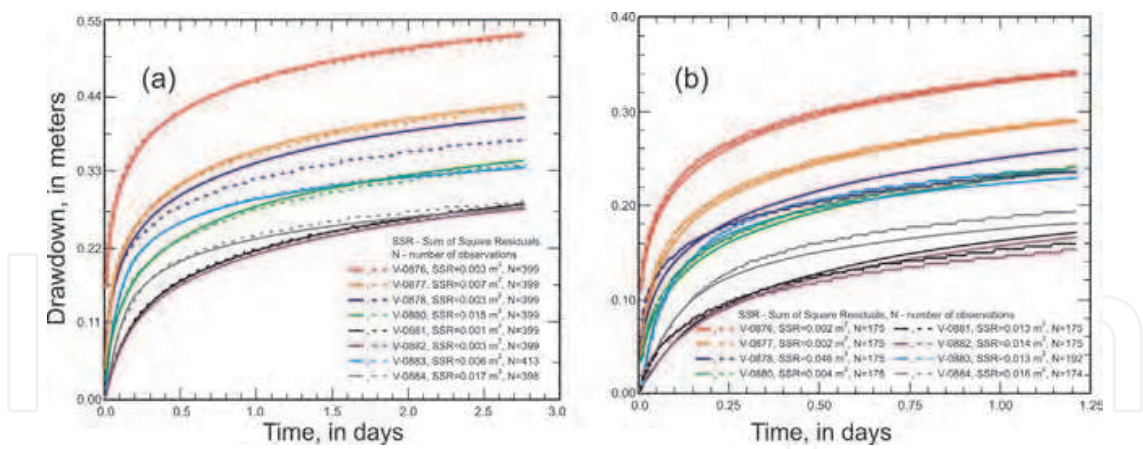 0.55
0.44
0.33
0.22
0.11
0.00
Drawdown, in meters
(a)
SSR - Sum of Square Residuals,
N - number of observations
V-0876, SSR=0.003 m², N=399
V-0877, SSR=0.007 m², N=399
V-0878, SSR=0.003 m², N=399
V-0880, SSR=0.015 m², N=399
V-0881, SSR=0.001 m², N=399
V-0882, SSR=0.003 m², N=399
V-0883, SSR=0.006 m², N=413
V-0884, SSR=0.017 m², N=398
0.0 0.5 1.0 1.5 2.0 2.5 3.0
Time, in days
0.40
0.30
0.20
0.10
0.00
(b)
SSR - Sum of Square Residuals, N - number of observations
V-0876, SSR=0.002 m², N=175
V-0877, SSR=0.002 m², N=175
V-0878, SSR=0.046 m², N=175
V-0880, SSR=0.004 m², N=176
V-0881, SSR=0.013 m², N=175
V-0882, SSR=0.014 m², N=175
V-0883, SSR=0.013 m², N=192
V-0884, SSR=0.016 m², N=174
0.0 0.25 0.50 0.75 1.00 1.25
Time, in days